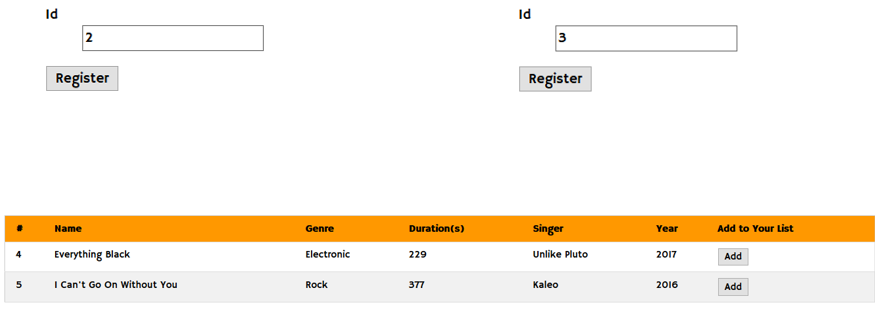 Id Id
2 3
Register Register
# Name Genre Duration(s) Singer Year Add to Your List
4 Everything Black Electronic 229 Unlike Pluto 2017 Add
5 I Can't Go On Without You Rock 377 Kaleo 2016 Add